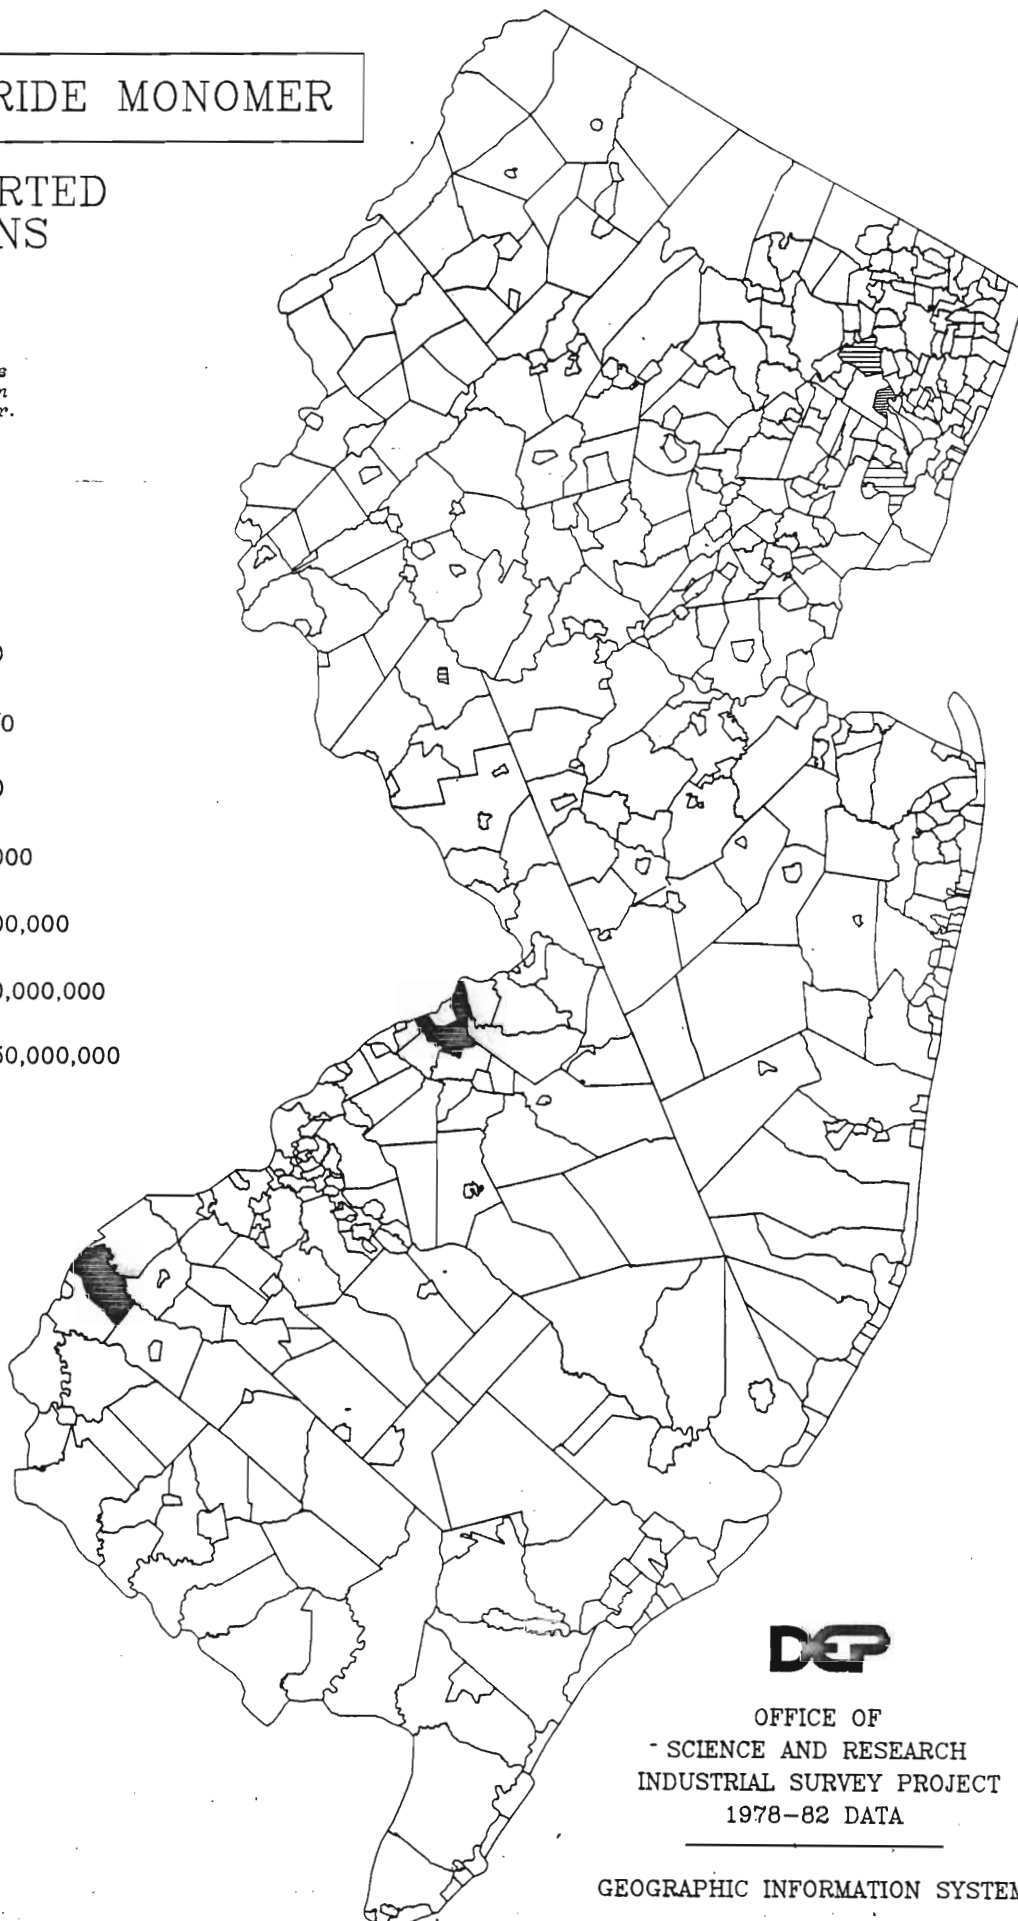 RIDE MONOMER
RTED
NS
e
n
r.
0
0
0
000
00,000
0,000,000
50,000,000
DEP
OFFICE OF
- SCIENCE AND RESEARCH
INDUSTRIAL SURVEY PROJECT
1978-82 DATA
GEOGRAPHIC INFORMATION SYSTEM